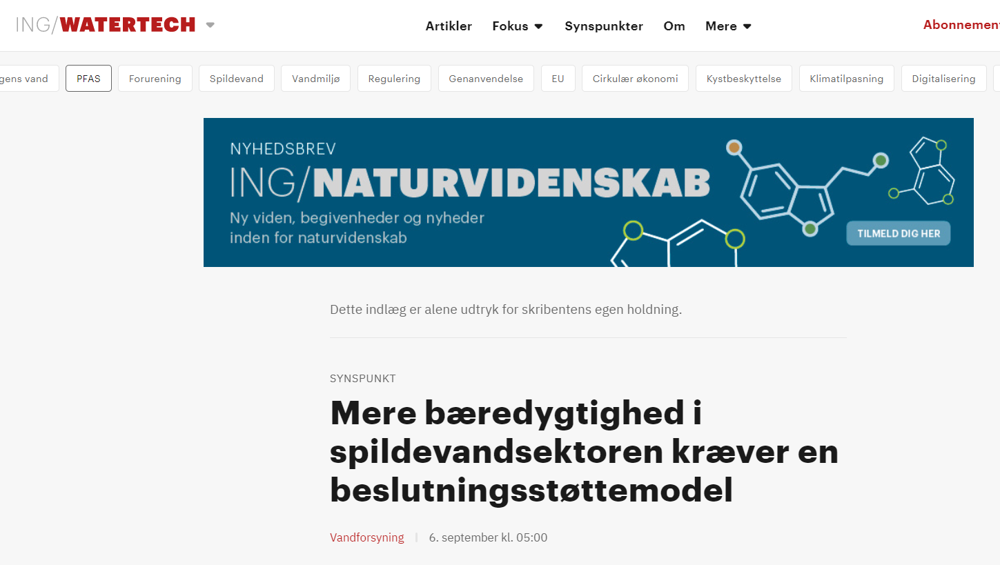 ING/WATERTECH
Artikler Fokus Synspunkter Om Mere
Abonnement
gens vand PFAS Forurening Spildevand Vandmiljø Regulering Genanvendelse EU Cirkulær økonomi Kystbeskyttelse Klimatilpasning Digitalisering
NYHEDSBREV
ING/NATURVIDENSKAB
Ny viden, begivenheder og nyheder
inden for naturvidenskab
TILMELD DIG HER
Dette indlæg er alene udtryk for skribentens egen holdning.
SYNSPUNKT
Mere bæredygtighed i
spildevandsektoren kræver en
beslutningsstøttemodel
Vandforsyning 6. september kl. 05:00